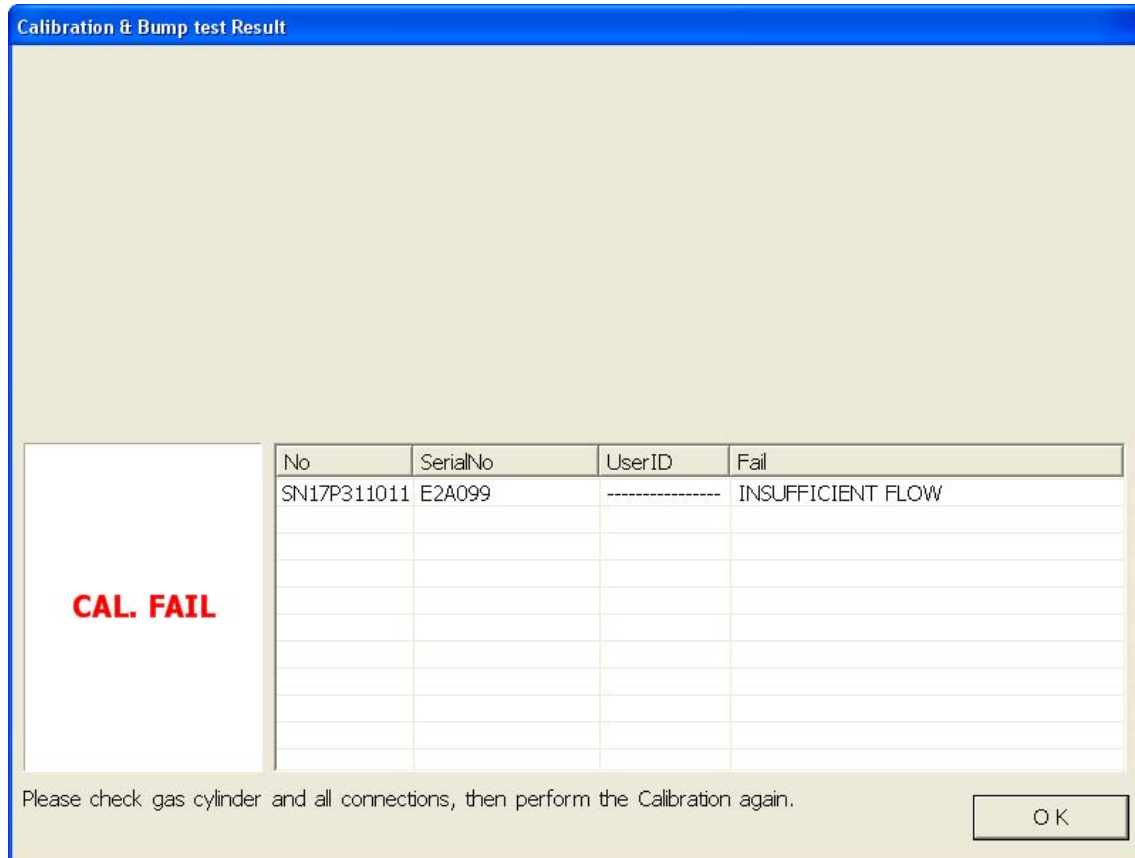 Calibration & Bump test Result
No SerialNo UserID Fail
SN17P311011 E2A099 ---------------- INSUFFICIENT FLOW
CAL. FAIL
Please check gas cylinder and all connections, then perform the Calibration again.
OK